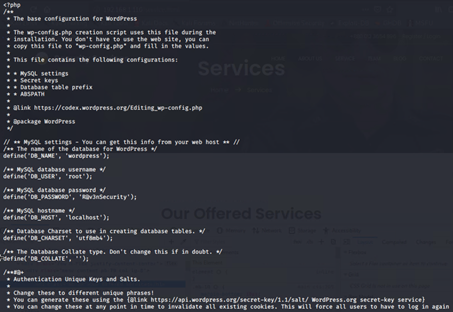 <?php
/**
 * The base configuration for WordPress
 *
 * The wp-config.php creation script uses this file during the
 * installation. You don't have to use the web site, you can
 * copy this file to "wp-config.php" and fill in the values.
 *
 * This file contains the following configurations:
 *
 * * MySQL settings
 * * Secret keys
 * * Database table prefix
 * * ABSPATH
 *
 * @link https://codex.wordpress.org/Editing_wp-config.php
 *
 * @package WordPress
 */
Services
// ** MySQL settings - You can get this info from your web host ** //
/** The name of the database for WordPress */
define('DB_NAME', 'wordpress');
/** MySQL database username */
define('DB_USER', 'root');
/** MySQL database password */
define('DB_PASSWORD', 'R@v3nSecurity');
/** MySQL hostname */
define('DB_HOST', 'localhost');
Our Offered Services
/** Database Charset to use in creating database tables. */
define('DB_CHARSET', 'utf8mb4');
/** The Database Collate type. Don't change this if in doubt. */
define('DB_COLLATE', '');
/**#@+
 * Authentication Unique Keys and Salts.
 *
 * Change these to different unique phrases!
 * You can generate these using the {@link https://api.wordpress.org/secret-key/1.1/salt/ WordPress.org secret-key service}
 * You can change these at any point in time to invalidate all existing cookies. This will force all users to have to log in again